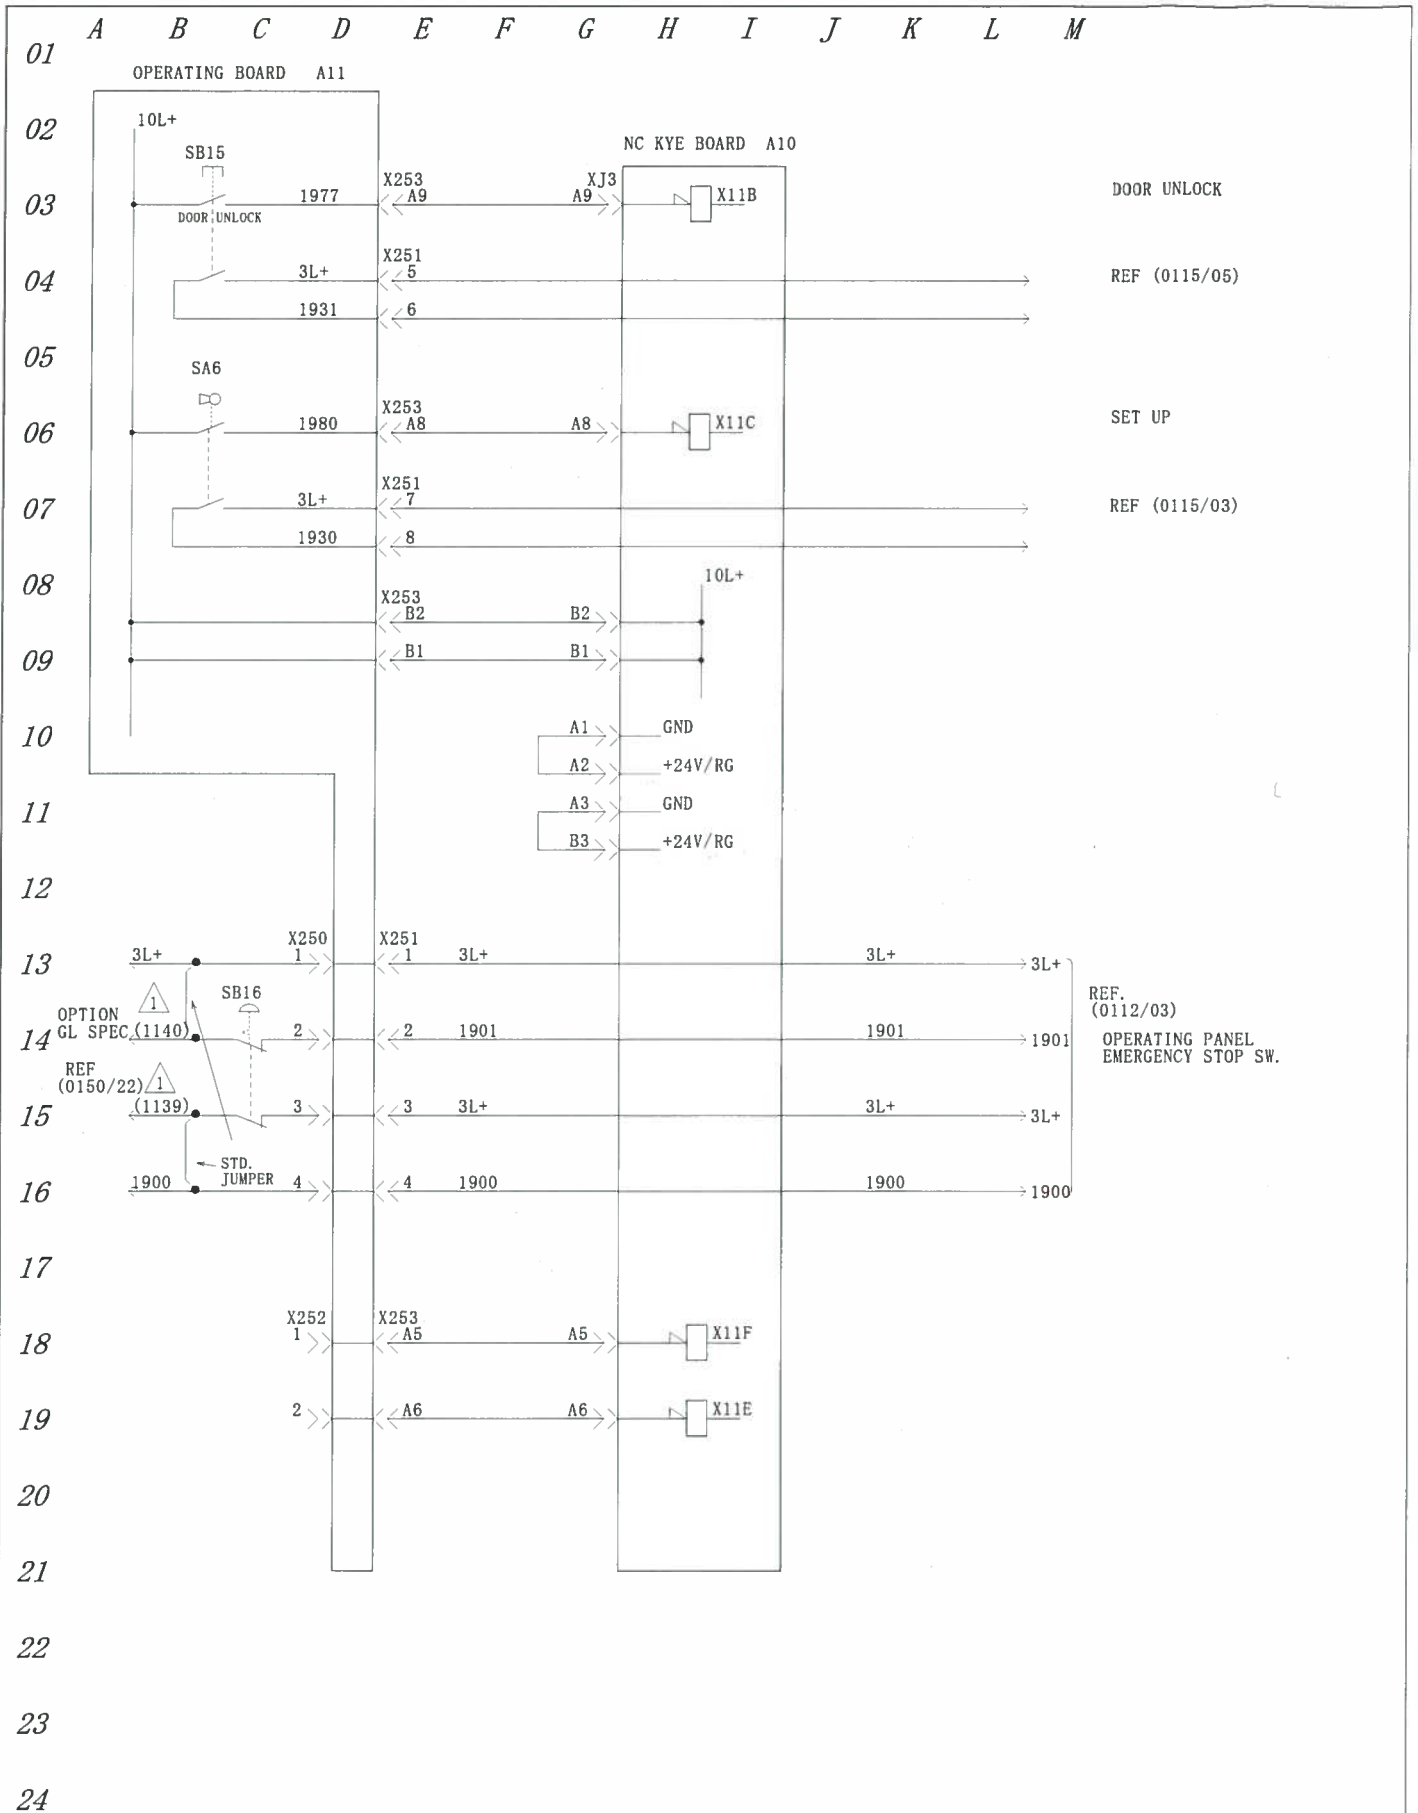 A B C D E F G H I J K L M
01
OPERATING BOARD A11
02
10L+
NC KYE BOARD A10
SB15
X253 XJ3
03 1977 A9 A9 X11B DOOR UNLOCK
DOOR UNLOCK
X251
04 3L+ 5 REF (0115/05)
1931 6
05
SA6
X253
06 1980 A8 A8 X11C SET UP
X251
07 3L+ 7 REF (0115/03)
1930 8
08 10L+
X253
B2 B2
09 B1 B1
10 A1 GND
A2 +24V/RG
11 A3 GND
B3 +24V/RG
12
X250 X251
13 3L+ 1 1 3L+ 3L+ 3L+
1 SB16 REF.
(0112/03)
OPTION
14 GL SPEC.(1140) 2 2 1901 1901 1901
OPERATING PANEL
EMERGENCY STOP SW.
REF
(0150/22) 1
15 (1139) 3 3 3L+ 3L+ 3L+
STD.
JUMPER
16 1900 4 4 1900 1900 1900
17
X252 X253
18 1 A5 A5 X11F
19 2 A6 A6 X11E
20
21
22
23
24